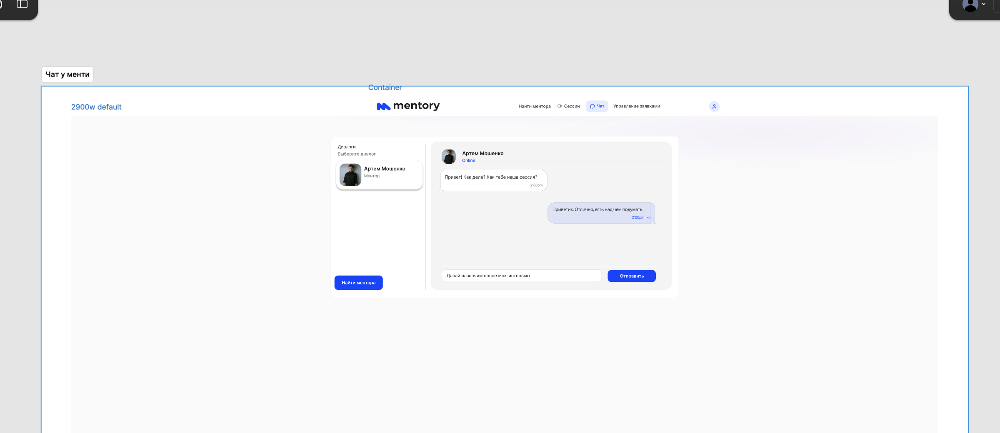 Чат у менти
Container
2900w default
mentory
Найти ментора
Сессии
Чат
Управление заявками
Диалоги
Выберите диалог
Артем Мошенко
Ментор
Найти ментора
Артем Мошенко
Online
Привет! Как дела? Как тебе наша сессия?
2:00pm
Приветик. Отлично, есть над чем подумать
2:00pm
Давай назначим новое мок-интервью
Отправить